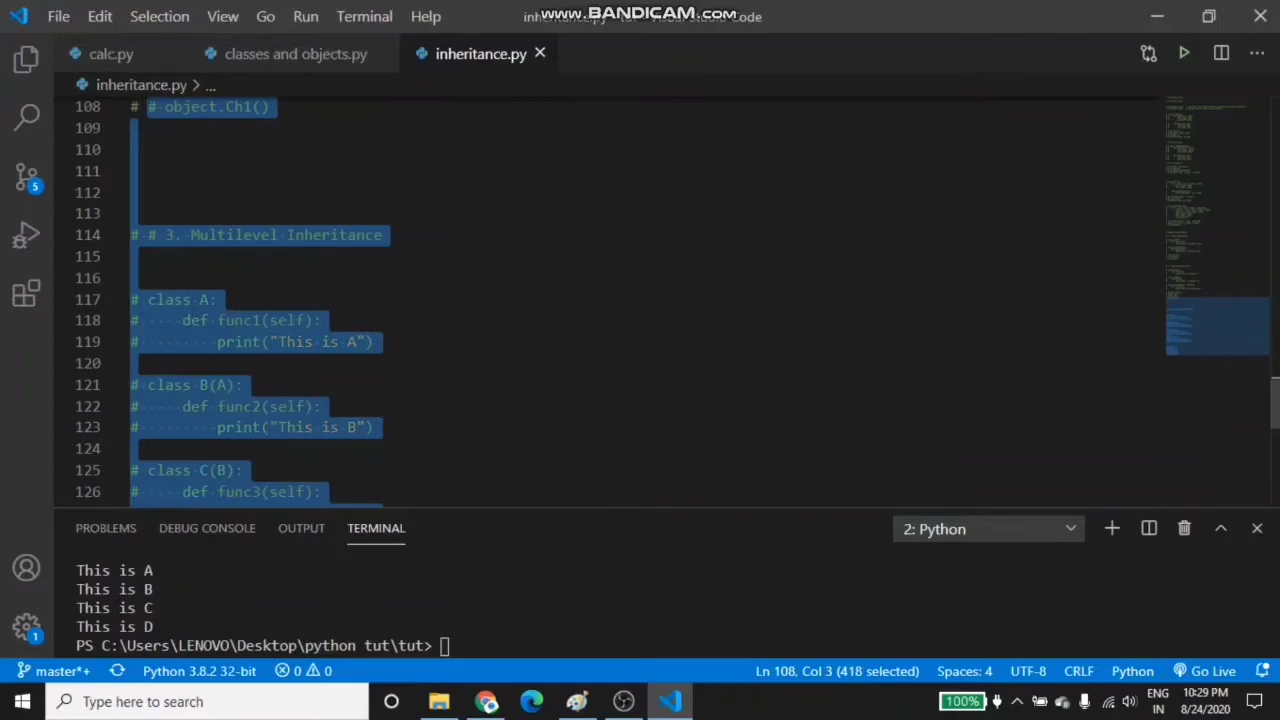 File Edit Selection View Go Run Terminal Help
www.BANDICAM.com
calc.py classes and objects.py inheritance.py
inheritance.py > ...
108 # # object.Ch1()
109
110
111
112
113
114 # # 3. Multilevel Inheritance
115
116
117 # class A:
118 # def func1(self):
119 # print("This is A")
120
121 # class B(A):
122 # def func2(self):
123 # print("This is B")
124
125 # class C(B):
126 # def func3(self):
5
PROBLEMS DEBUG CONSOLE OUTPUT TERMINAL 2: Python
This is A
This is B
This is C
This is D
PS C:\Users\LENOVO\Desktop\python tut\tut>
1
master*+ Python 3.8.2 32-bit 0 0 Ln 108, Col 3 (418 selected) Spaces: 4 UTF-8 CRLF Python Go Live
Type here to search 100% ENG IN 10:29 PM 8/24/2020